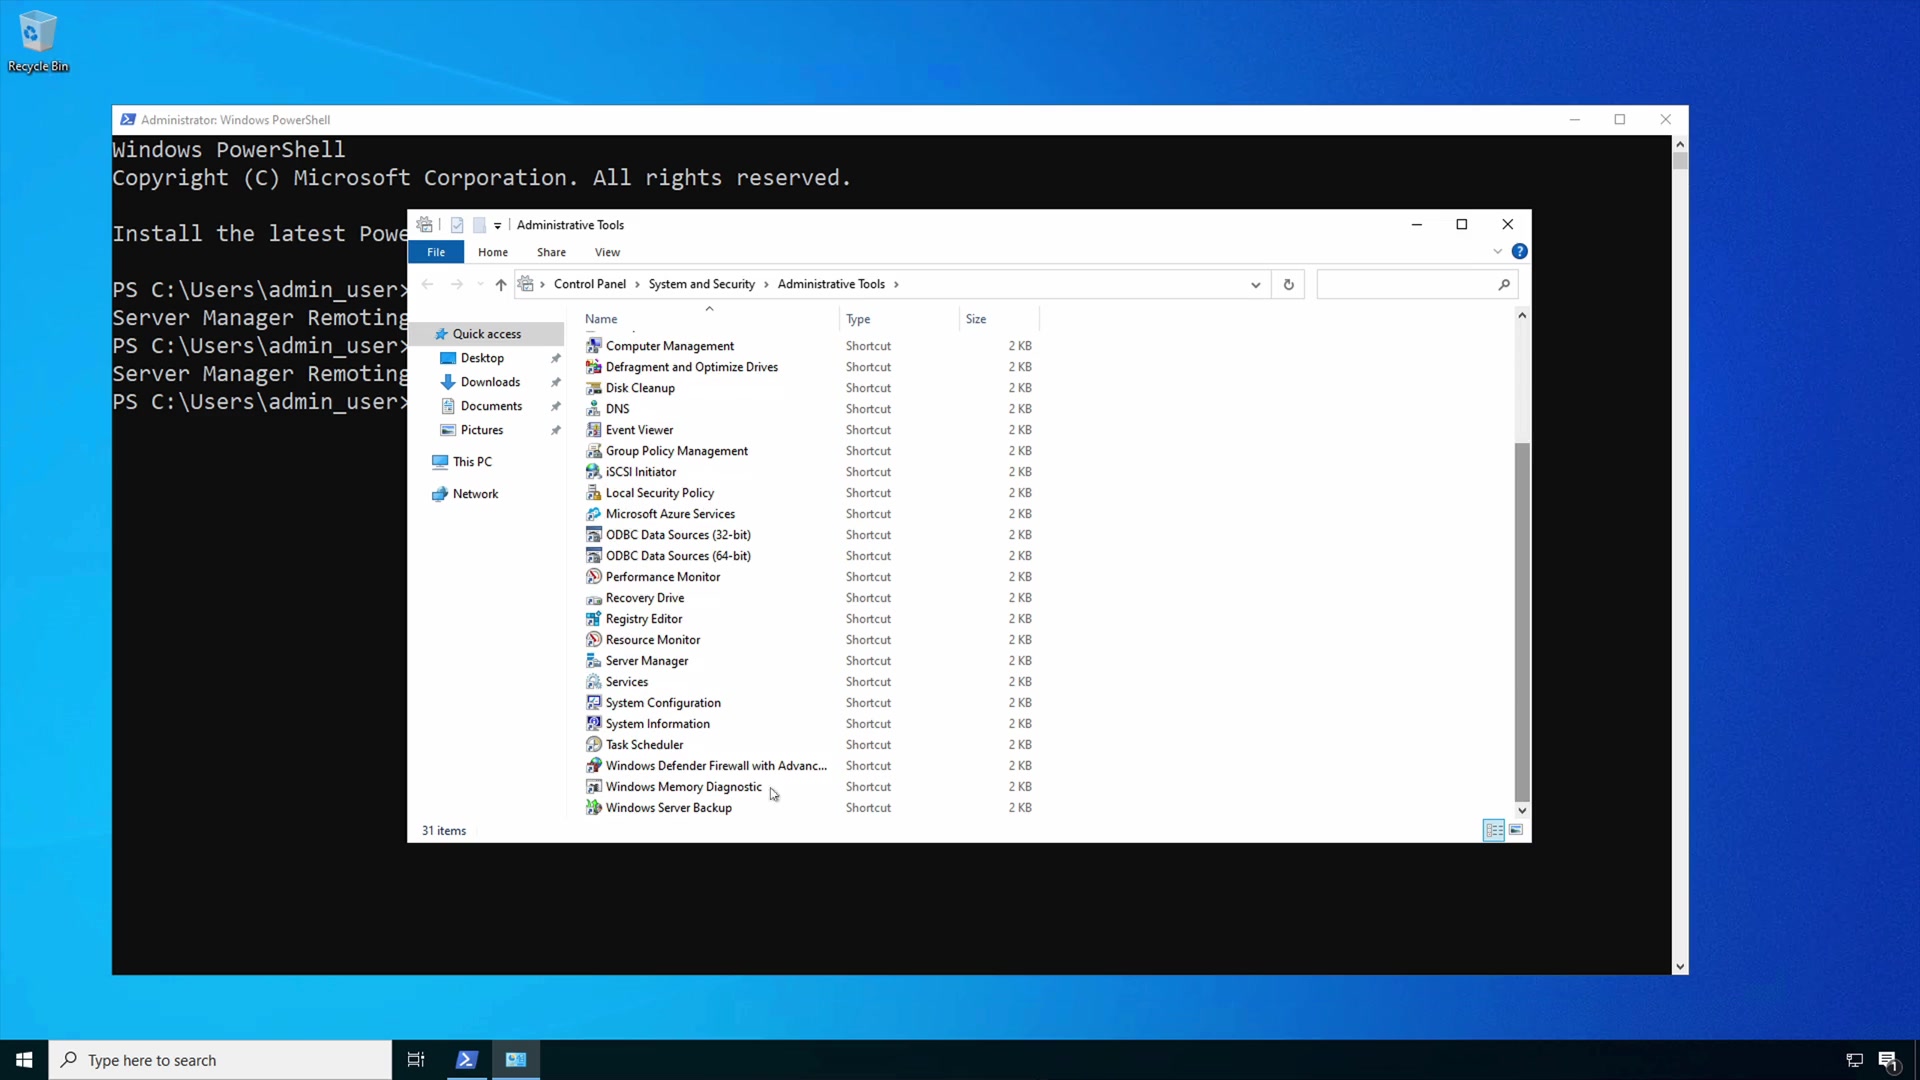 Recycle Bin
Administrator: Windows PowerShell
Windows PowerShell
Copyright (C) Microsoft Corporation. All rights reserved.
Install the latest Powe
PS C:\Users\admin_user>
Server Manager Remoting
PS C:\Users\admin_user>
Server Manager Remoting
PS C:\Users\admin_user>
Administrative Tools
File Home Share View
Control Panel > System and Security > Administrative Tools >
Quick access
Desktop
Downloads
Documents
Pictures
This PC
Network
Name Type Size
Computer Management Shortcut 2 KB
Defragment and Optimize Drives Shortcut 2 KB
Disk Cleanup Shortcut 2 KB
DNS Shortcut 2 KB
Event Viewer Shortcut 2 KB
Group Policy Management Shortcut 2 KB
iSCSI Initiator Shortcut 2 KB
Local Security Policy Shortcut 2 KB
Microsoft Azure Services Shortcut 2 KB
ODBC Data Sources (32-bit) Shortcut 2 KB
ODBC Data Sources (64-bit) Shortcut 2 KB
Performance Monitor Shortcut 2 KB
Recovery Drive Shortcut 2 KB
Registry Editor Shortcut 2 KB
Resource Monitor Shortcut 2 KB
Server Manager Shortcut 2 KB
Services Shortcut 2 KB
System Configuration Shortcut 2 KB
System Information Shortcut 2 KB
Task Scheduler Shortcut 2 KB
Windows Defender Firewall with Advanc... Shortcut 2 KB
Windows Memory Diagnostic Shortcut 2 KB
Windows Server Backup Shortcut 2 KB
31 items
Type here to search
1